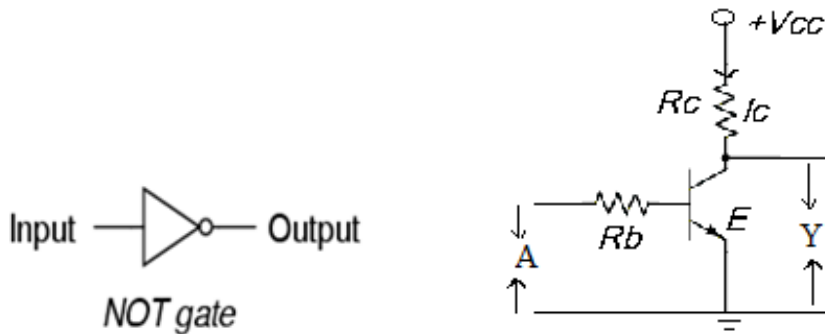 Input
Output
NOT gate
+Vcc
Rc
Ic
Rb
E
A
Y